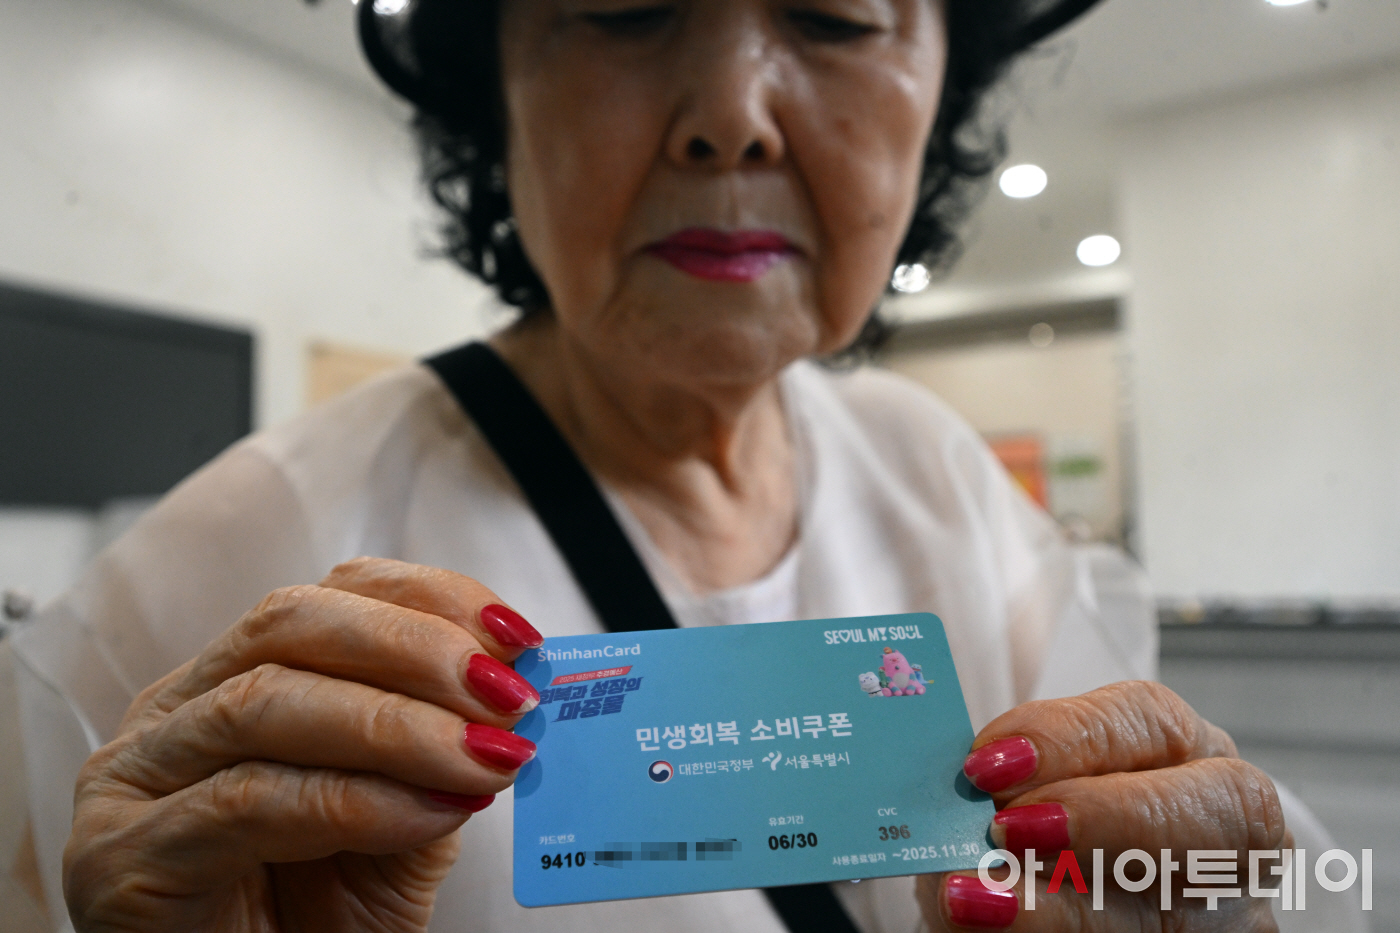 ShinhanCard
SEOUL MY SOUL
2025 새정부 추경예산
회복과 성장의
마중물
민생회복 소비쿠폰
대한민국정부 서울특별시
카드번호
유효기간
CVC
9410
06/30
396
사용종료일자 ~2025.11.30
아시아투데이